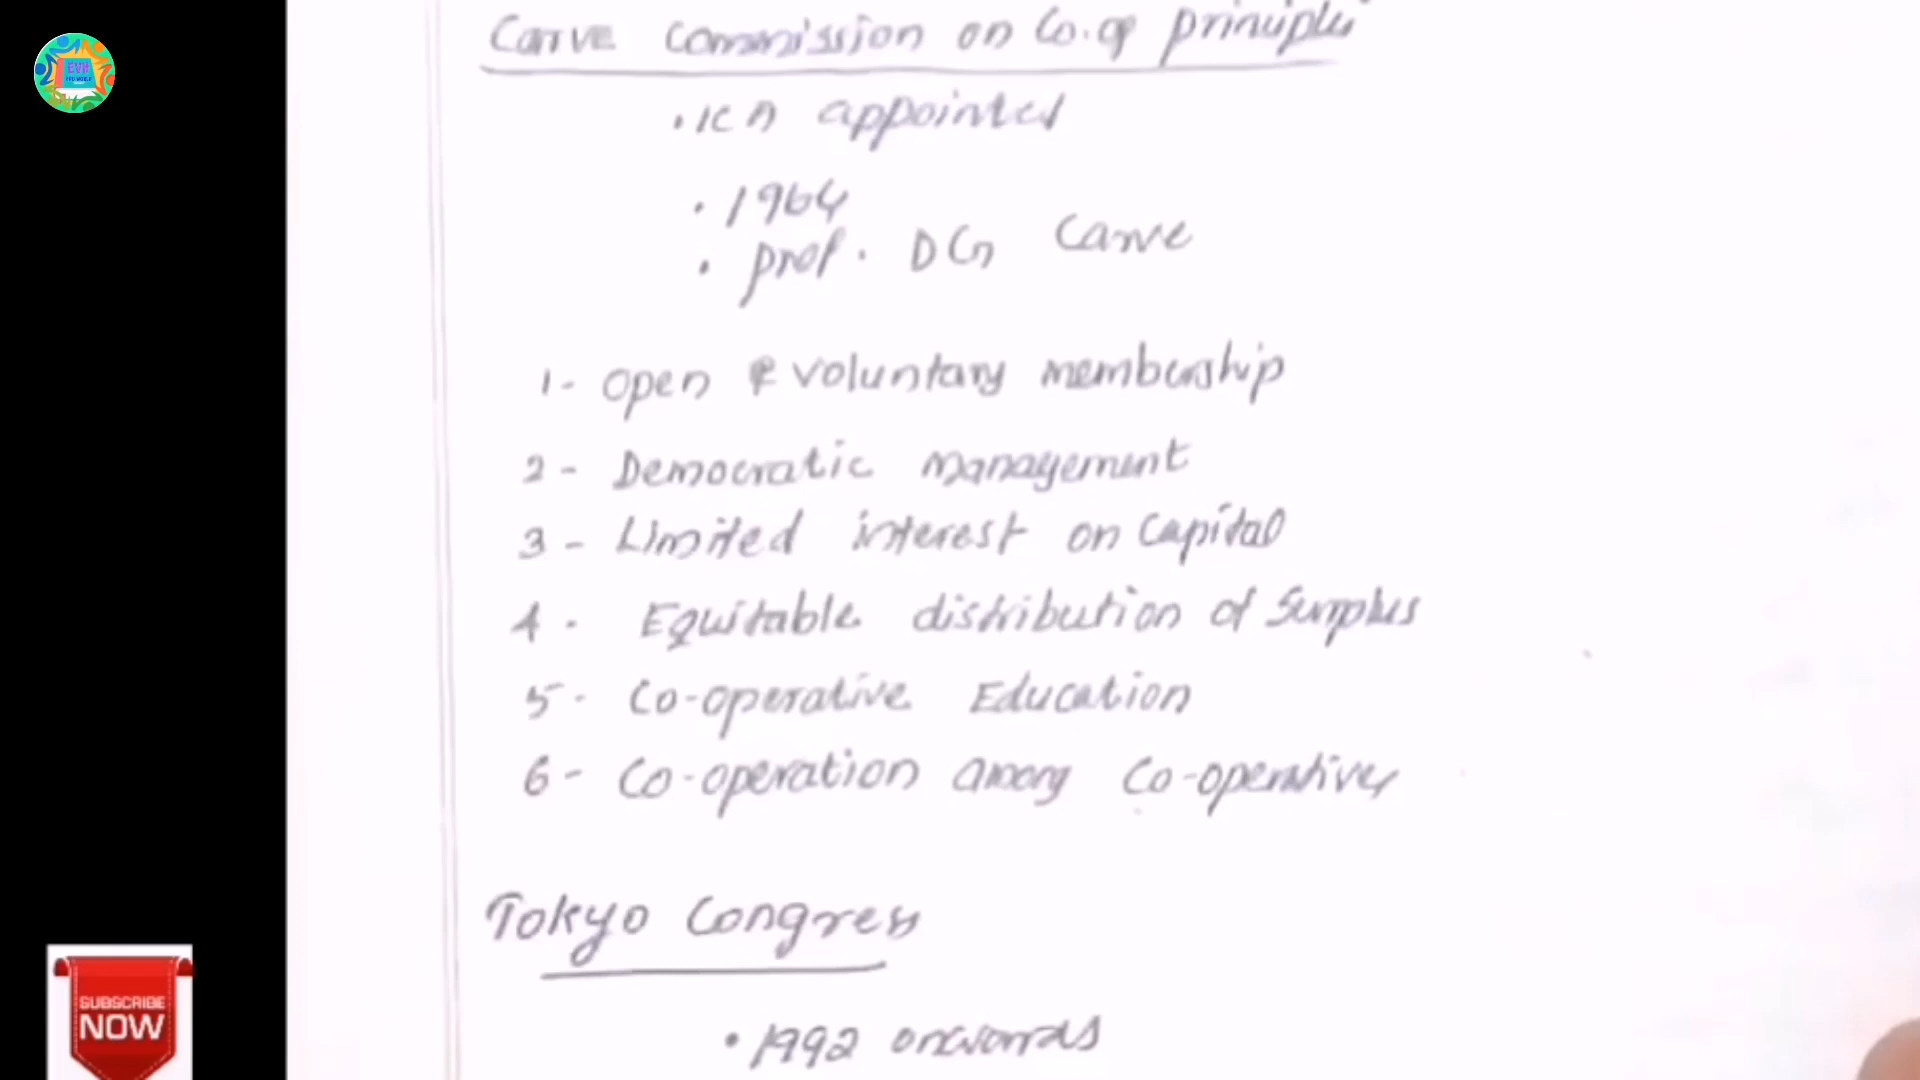 Carve Commission on Co.op principles
• ICA appointed
• 1964
• prof. DG Carve
1- Open & voluntary membership
2- Democratic Management
3- Limited interest on Capital
4- Equitable distribution of Surplus
5- Co-operative Education
6- Co-operation among Co-operatives
Tokyo Congress
• 1992 onwards
EVR
SUBSCRIBE
NOW